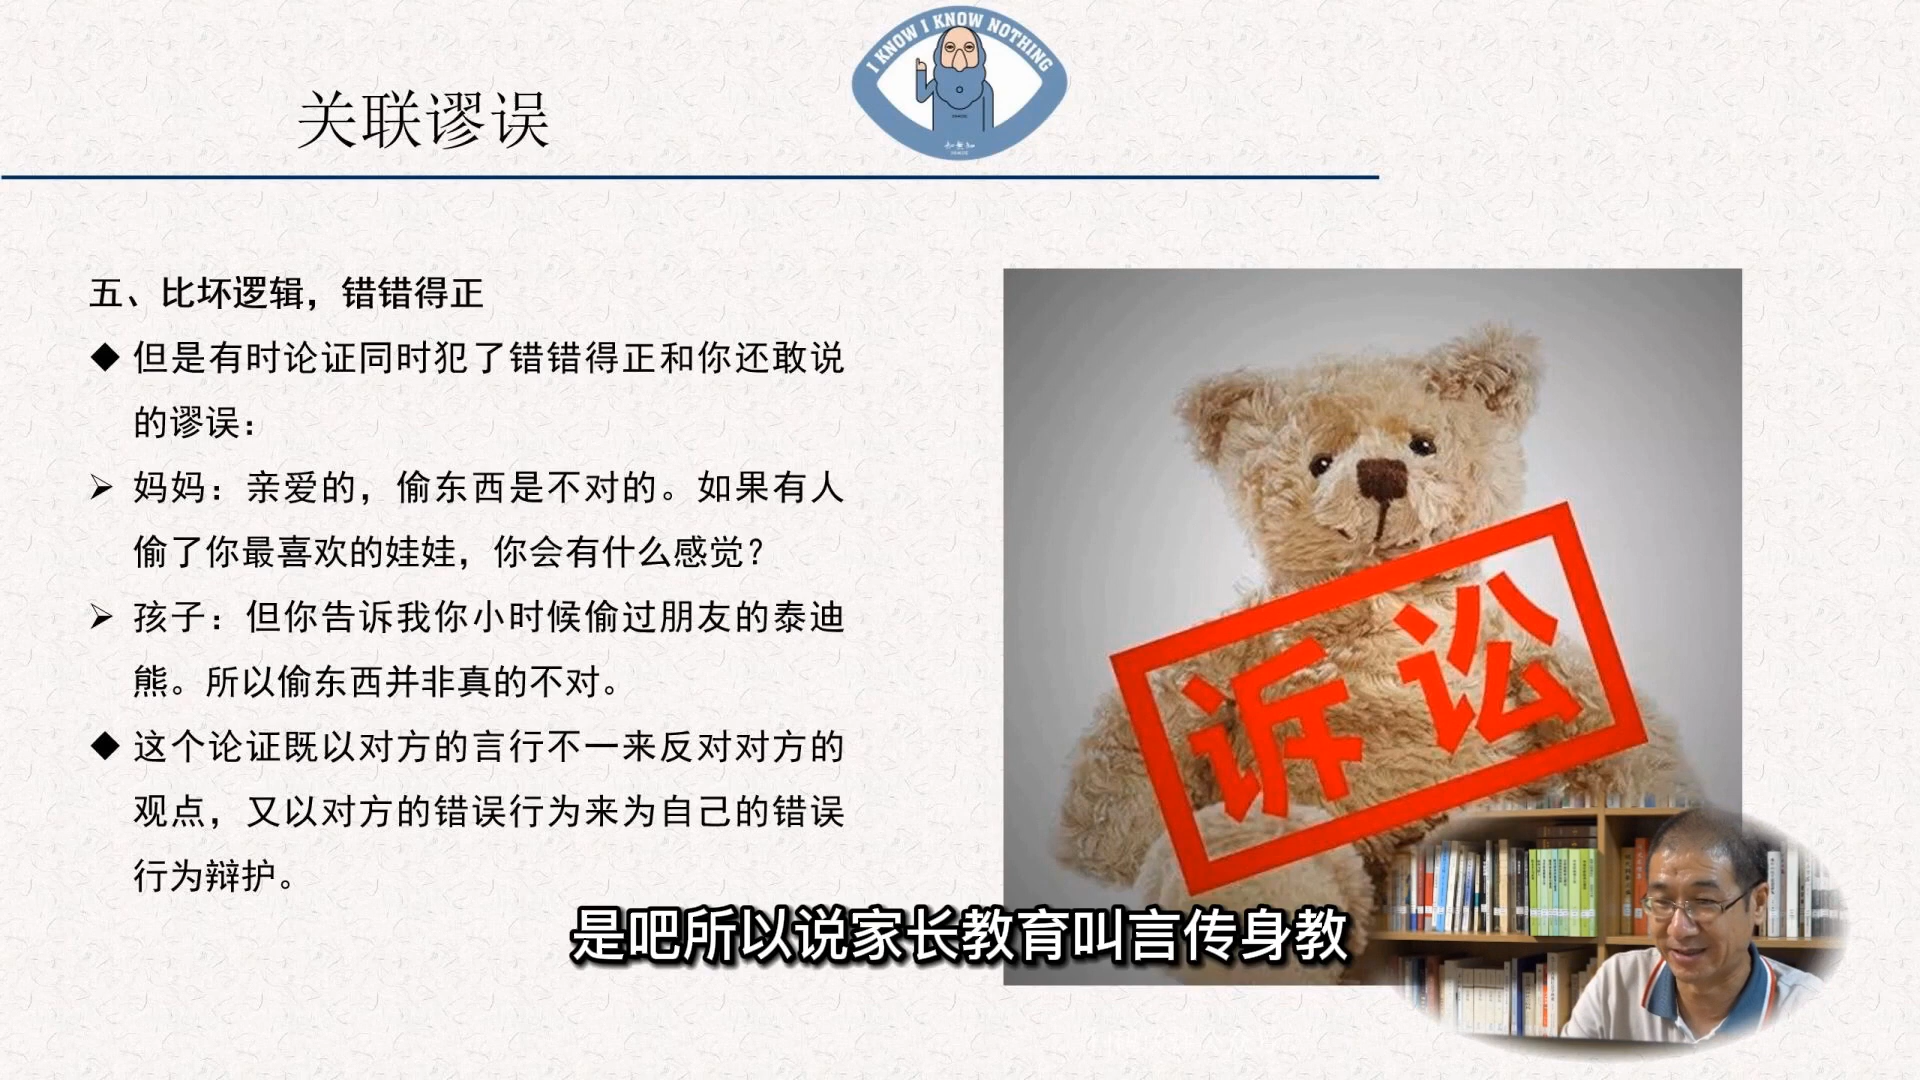 I KNOW I KNOW NOTHING
关联谬误
五、比坏逻辑，错错得正
◆ 但是有时论证同时犯了错错得正和你还敢说
的谬误：
➢ 妈妈：亲爱的，偷东西是不对的。如果有人
偷了你最喜欢的娃娃，你会有什么感觉？
➢ 孩子：但你告诉我你小时候偷过朋友的泰迪
熊。所以偷东西并非真的不对。
◆ 这个论证既以对方的言行不一来反对对方的
观点，又以对方的错误行为来为自己的错误
行为辩护。
诉讼
是吧所以说家长教育叫言传身教